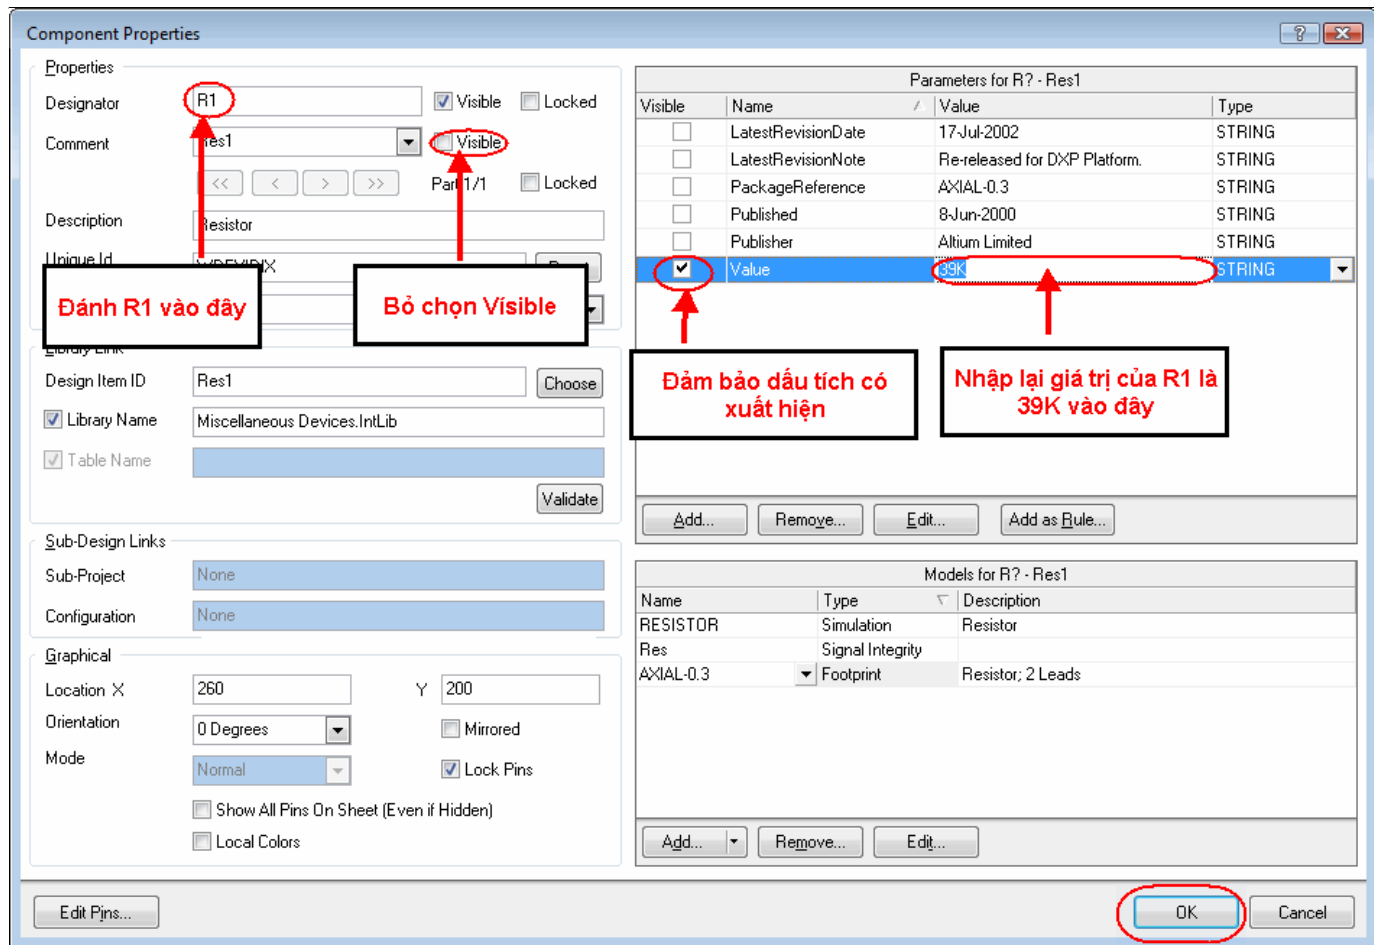 Component Properties
Properties
Designator
R1
Visible
Locked
Comment
Res1
Visible
<<
<
>
>>
Part 1/1
Locked
Description
Resistor
Unique Id
Đánh R1 vào đây
Bỏ chọn Vísible
Library Link
Design Item ID
Res1
Choose
Library Name
Miscellaneous Devices.IntLib
Table Name
Validate
Sub-Design Links
Sub-Project
None
Configuration
None
Graphical
Location X
260
Y
200
Orientation
0 Degrees
Mirrored
Mode
Normal
Lock Pins
Show All Pins On Sheet (Even if Hidden)
Local Colors
Parameters for R? - Res1
Visible Name Value Type
LatestRevisionDate 17-Jul-2002 STRING
LatestRevisionNote Re-released for DXP Platform. STRING
PackageReference AXIAL-0.3 STRING
Published 8-Jun-2000 STRING
Publisher Altium Limited STRING
Value 39K STRING
Đảm bảo dấu tích có
xuất hiện
Nhập lại giá trị của R1 là
39K vào đây
Add...
Remove...
Edit...
Add as Rule...
Models for R? - Res1
Name Type Description
RESISTOR Simulation Resistor
Res Signal Integrity
AXIAL-0.3 Footprint Resistor; 2 Leads
Add...
Remove...
Edit...
Edit Pins...
OK
Cancel